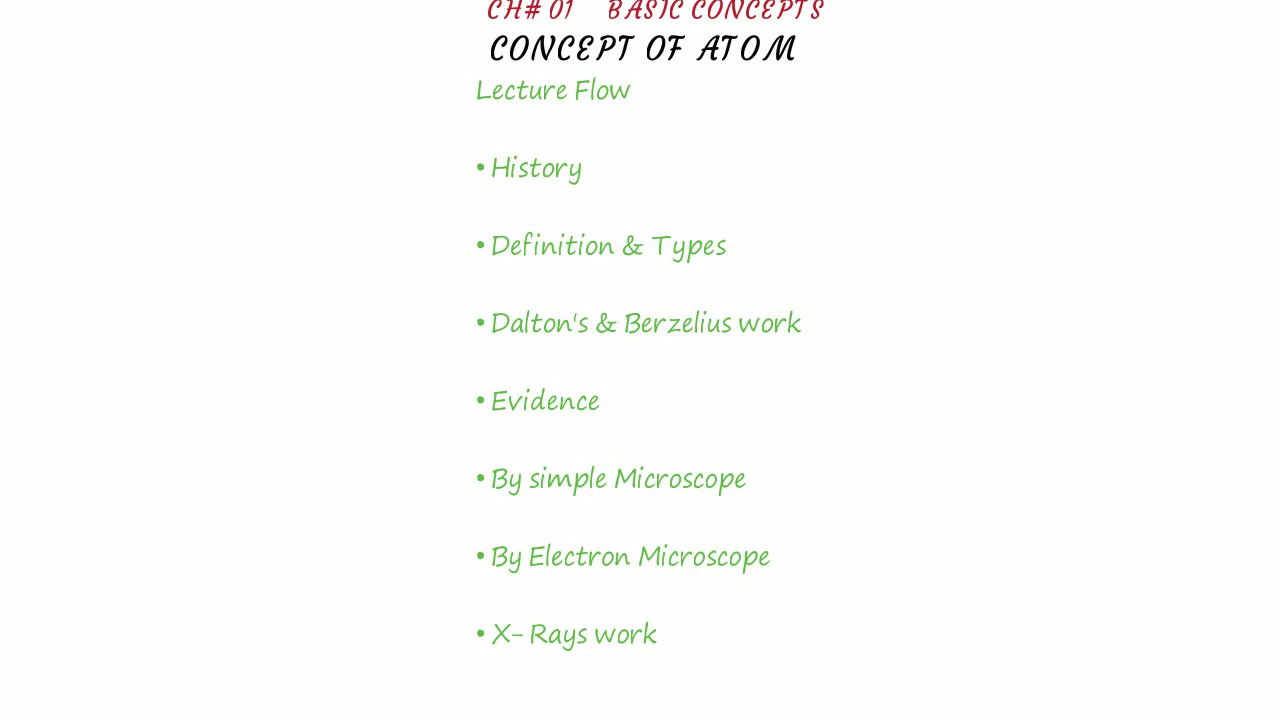 CH# 01 BASIC CONCEPTS
CONCEPT OF ATOM
Lecture Flow
• History
• Definition & Types
• Dalton's & Berzelius work
• Evidence
• By simple Microscope
• By Electron Microscope
• X- Rays work